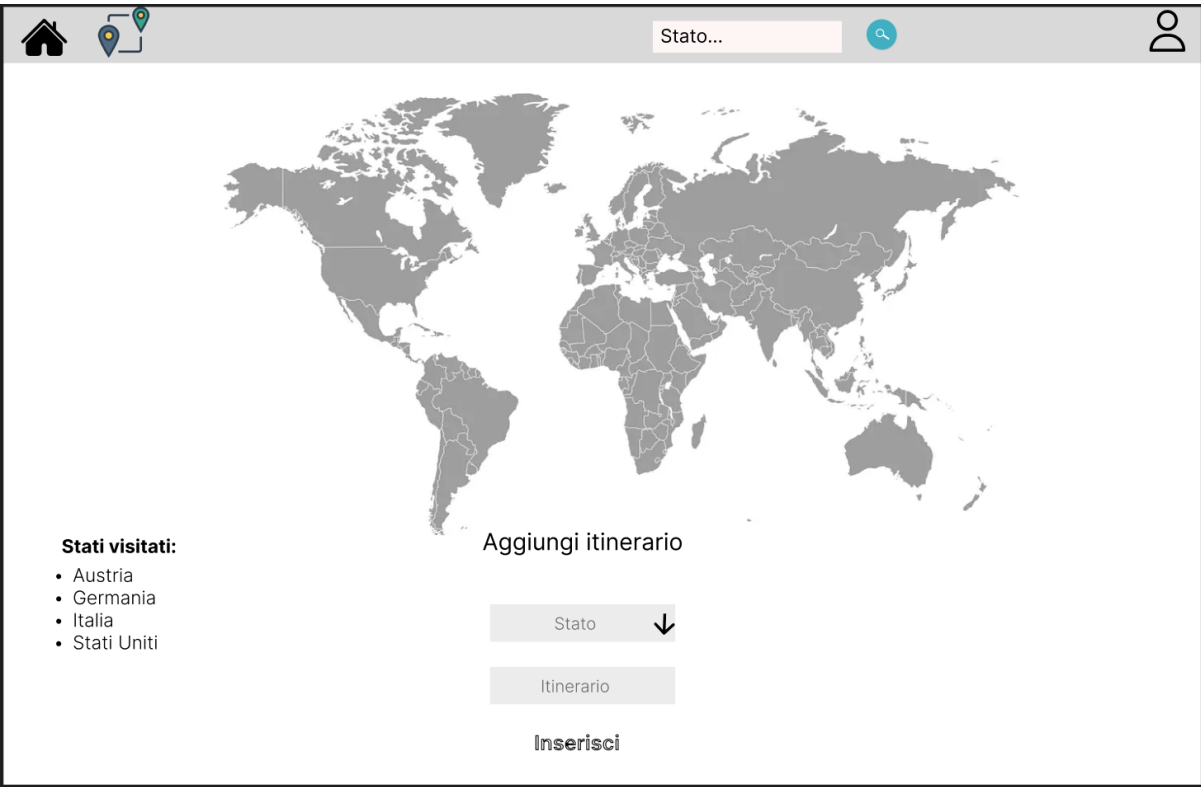 Stato...
Stati visitati:
Austria
Germania
Italia
Stati Uniti
Aggiungi itinerario
Stato
Itinerario
Inserisci